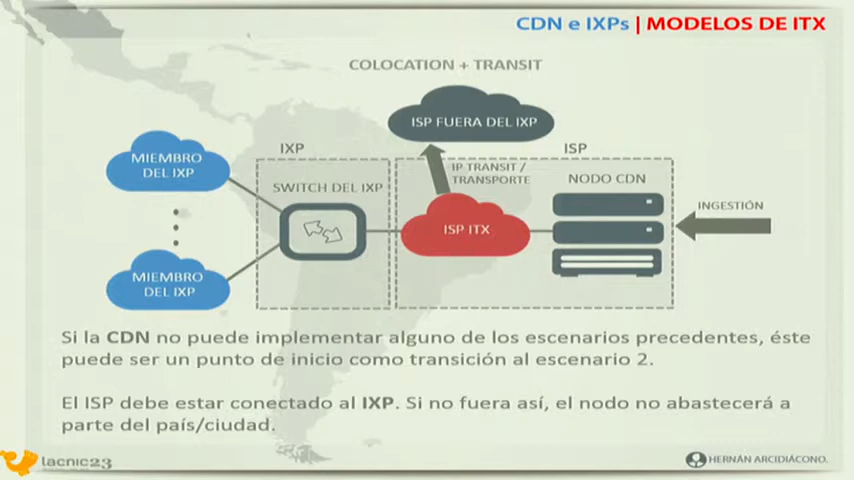 CDN e IXPs | MODELOS DE ITX
COLOCATION + TRANSIT
ISP FUERA DEL IXP
MIEMBRO
DEL IXP
IXP
ISP
IP TRANSIT /
TRANSPORTE
NODO CDN
SWITCH DEL IXP
INGESTIÓN
ISP ITX
MIEMBRO
DEL IXP
Si la CDN no puede implementar alguno de los escenarios precedentes, éste
puede ser un punto de inicio como transición al escenario 2.
El ISP debe estar conectado al IXP. Si no fuera así, el nodo no abastecerá a
parte del país/ciudad.
lacnic23
HERNÁN ARCIDIÁCONO.